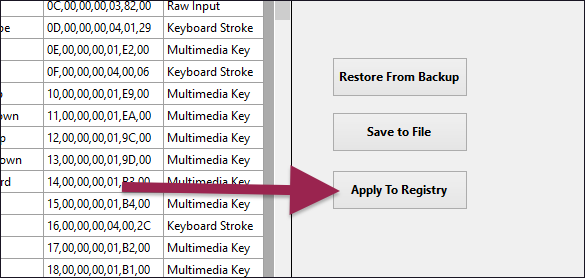 0C,00,00,00,03,82,00 Raw Input
pe 0D,00,00,00,04,01,29 Keyboard Stroke
0E,00,00,00,01,E2,00 Multimedia Key
0F,00,00,00,04,00,06 Keyboard Stroke
p 10,00,00,00,01,E9,00 Multimedia Key
own 11,00,00,00,01,EA,00 Multimedia Key
p 12,00,00,00,01,9C,00 Multimedia Key
own 13,00,00,00,01,9D,00 Multimedia Key
rd 14,00,00,00,01,B3,00 Multimedia Key
15,00,00,00,01,B4,00 Multimedia Key
16,00,00,00,04,00,2C Keyboard Stroke
17,00,00,00,01,B2,00 Multimedia Key
18,00,00,00,01,B1,00 Multimedia Key
Restore From Backup
Save to File
Apply To Registry